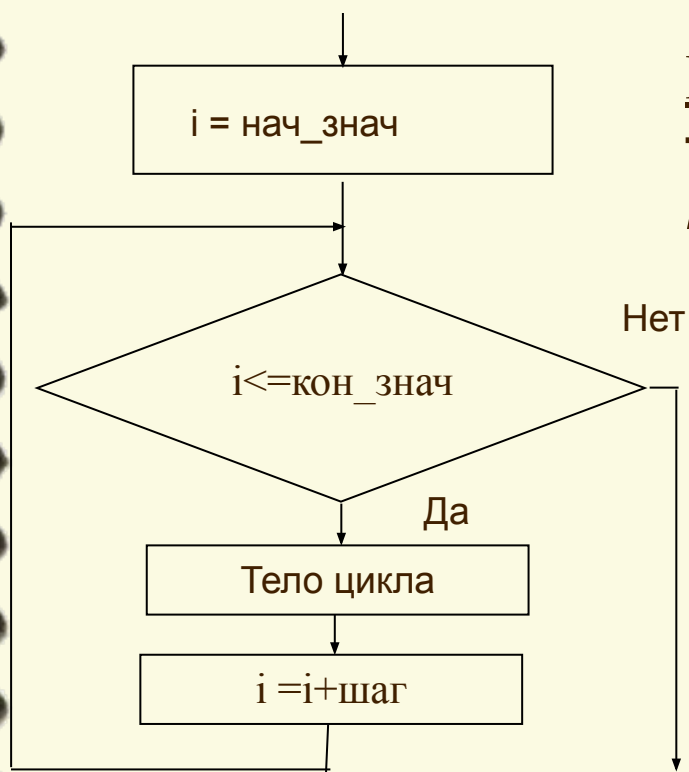 i = нач_знач
Нет
i<=кон_знач
Да
Тело цикла
i =i+шаг